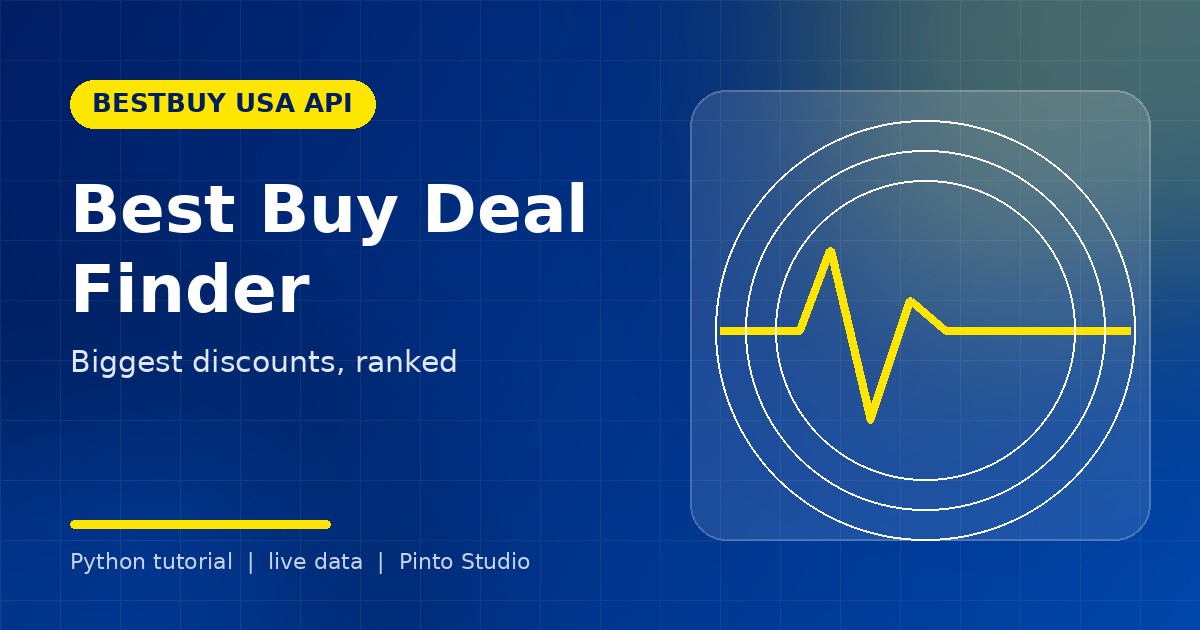 BESTBUY USA API
Best Buy Deal
Finder
Biggest discounts, ranked
Python tutorial | live data | Pinto Studio